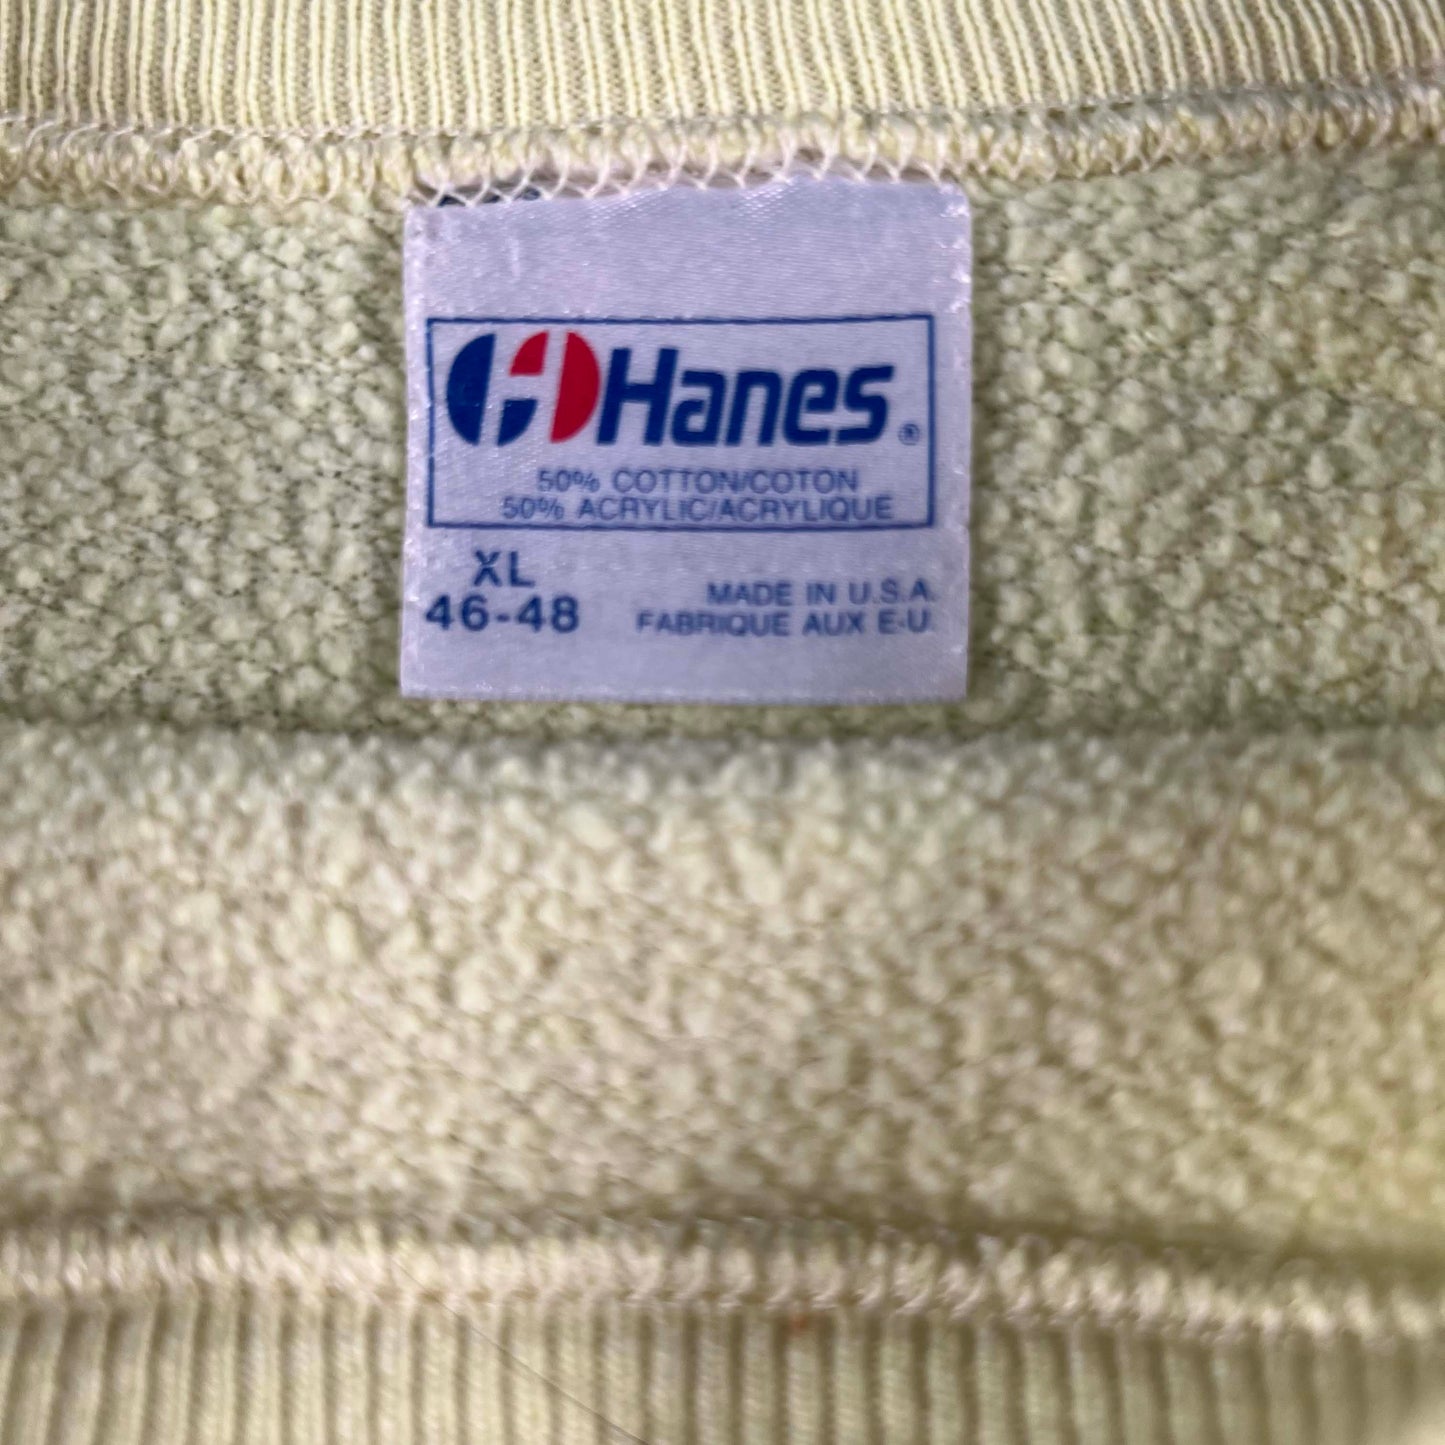 Hanes®
50% COTTON/COTON
50% ACRYLIC/ACRYLIQUE
XL
46-48
MADE IN U.S.A.
FABRIQUE AUX E-U.